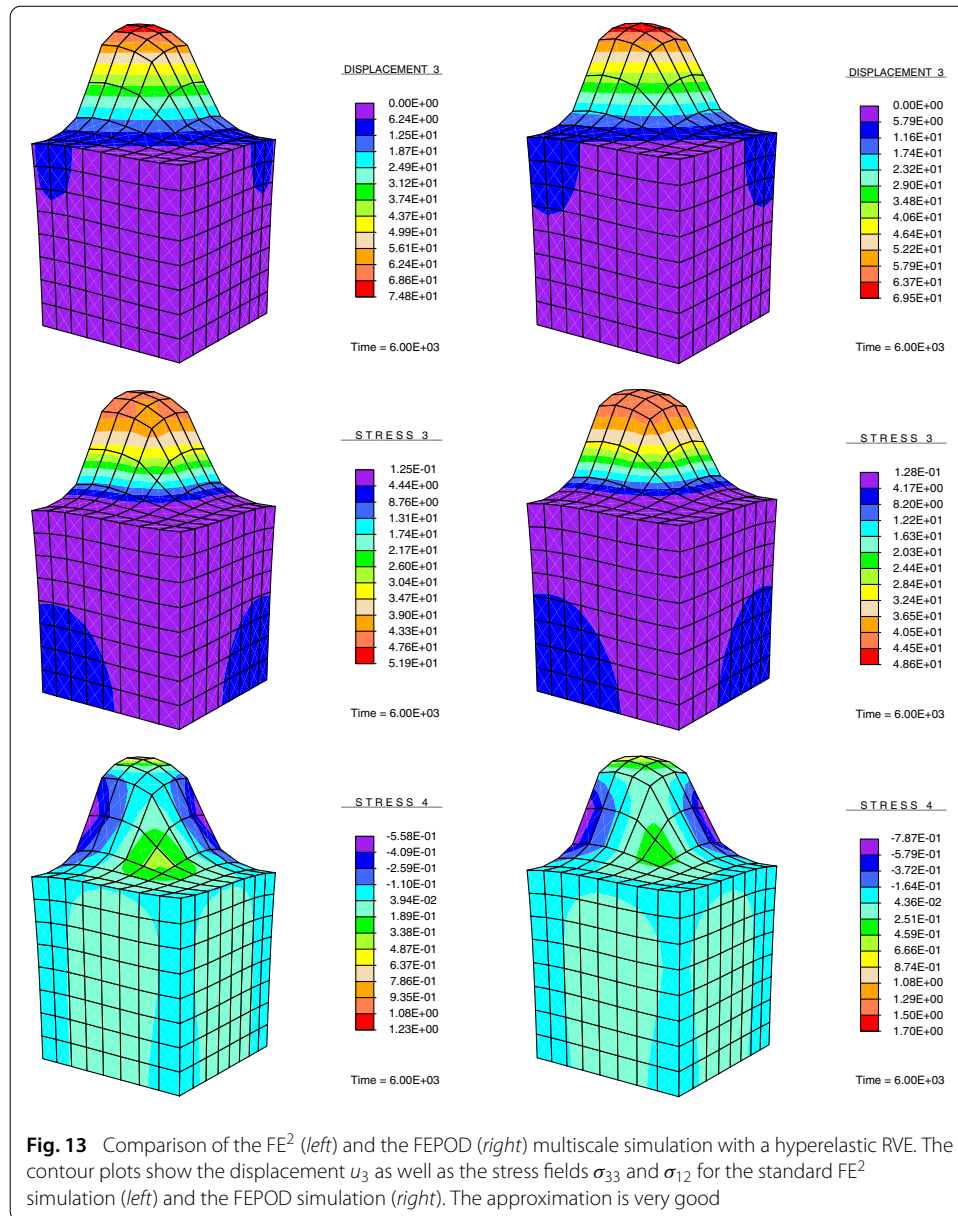 DISPLACEMENT 3
0.00E+00
6.24E+00
1.25E+01
1.87E+01
2.49E+01
3.12E+01
3.74E+01
4.37E+01
4.99E+01
5.61E+01
6.24E+01
6.86E+01
7.48E+01
Time = 6.00E+03
DISPLACEMENT 3
0.00E+00
5.79E+00
1.16E+01
1.74E+01
2.32E+01
2.90E+01
3.48E+01
4.06E+01
4.64E+01
5.22E+01
5.79E+01
6.37E+01
6.95E+01
Time = 6.00E+03
STRESS 3
1.25E-01
4.44E+00
8.76E+00
1.31E+01
1.74E+01
2.17E+01
2.60E+01
3.04E+01
3.47E+01
3.90E+01
4.33E+01
4.76E+01
5.19E+01
Time = 6.00E+03
STRESS 3
1.28E-01
4.17E+00
8.20E+00
1.22E+01
1.63E+01
2.03E+01
2.44E+01
2.84E+01
3.24E+01
3.65E+01
4.05E+01
4.45E+01
4.86E+01
Time = 6.00E+03
STRESS 4
-5.58E-01
-4.09E-01
-2.59E-01
-1.10E-01
3.94E-02
1.89E-01
3.38E-01
4.87E-01
6.37E-01
7.86E-01
9.35E-01
1.08E+00
1.23E+00
Time = 6.00E+03
STRESS 4
-7.87E-01
-5.79E-01
-3.72E-01
-1.64E-01
4.36E-02
2.51E-01
4.59E-01
6.66E-01
8.74E-01
1.08E+00
1.29E+00
1.50E+00
1.70E+00
Time = 6.00E+03
Fig. 13 Comparison of the FE² (left) and the FEPOD (right) multiscale simulation with a hyperelastic RVE. The
contour plots show the displacement u₃ as well as the stress fields σ₃₃ and σ₁₂ for the standard FE²
simulation (left) and the FEPOD simulation (right). The approximation is very good